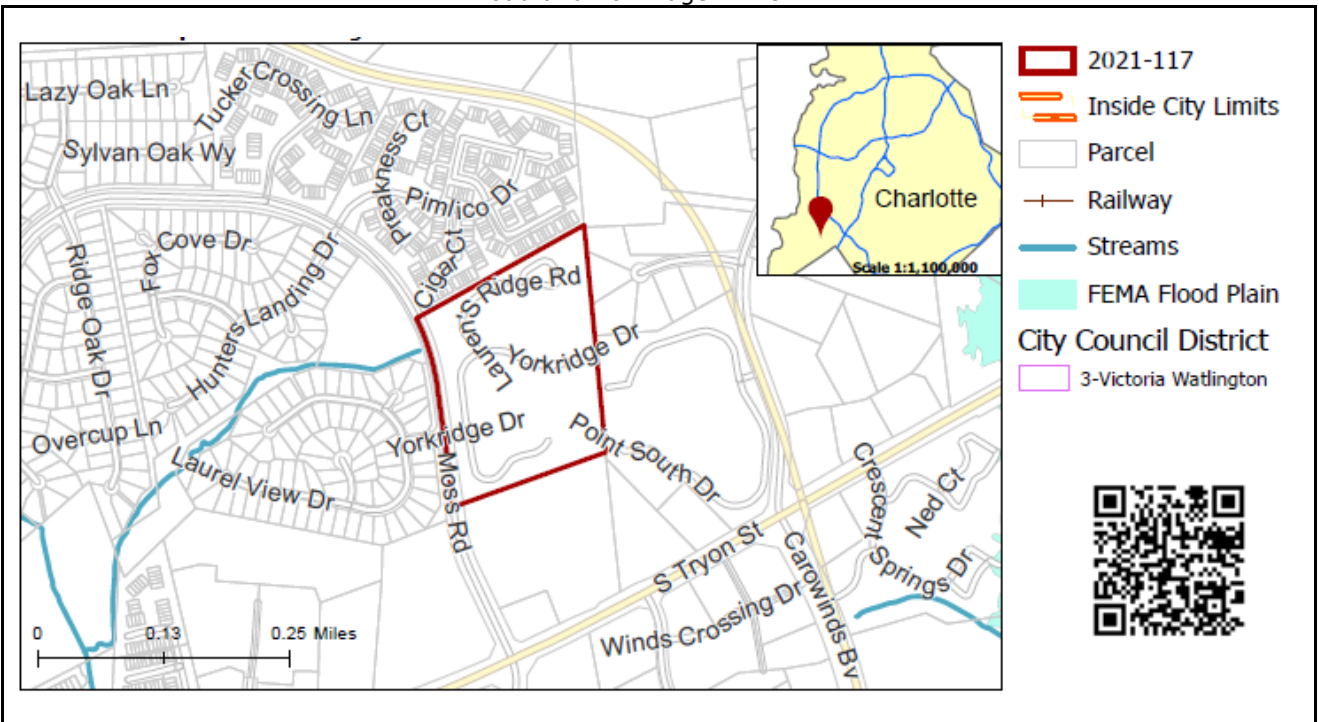 Lazy Oak Ln
Tucker
Crossing Ln
Sylvan Oak Wy
Preakness Ct
Pimlico Dr
Cove Dr
Fox
Ridge Oak Dr
Hunters Landing Dr
Cigar Ct
S Ridge Rd
Lauren
Yorkridge Dr
Overcup Ln
Yorkridge Dr
Laurel View Dr
Moss Rd
Point South Dr
S Tryon St
Crescent Springs Dr
Ned Ct
Winds Crossing Dr
Carowinds Bv
0 0.13 0.25 Miles
Charlotte
Scale 1:1,100,000
2021-117
Inside City Limits
Parcel
Railway
Streams
FEMA Flood Plain
City Council District
3-Victoria Watlington